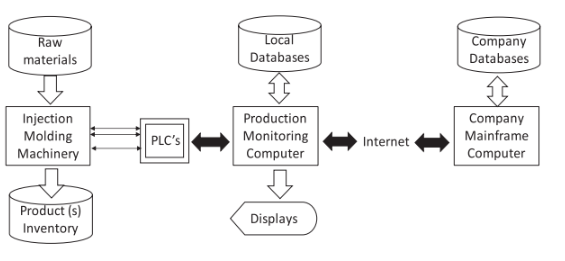 Raw
materials
Local
Databases
Company
Databases
Injection
Molding
Machinery
PLC's
Production
Monitoring
Computer
Internet
Company
Mainframe
Computer
Product (s)
Inventory
Displays